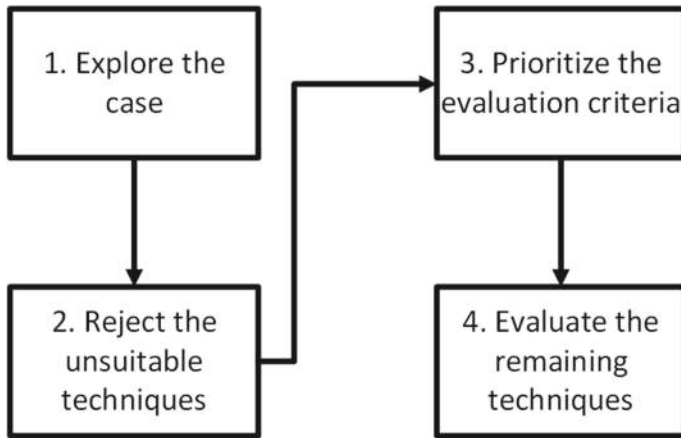 1. Explore the
case
2. Reject the
unsuitable
techniques
3. Prioritize the
evaluation criteria
4. Evaluate the
remaining
techniques